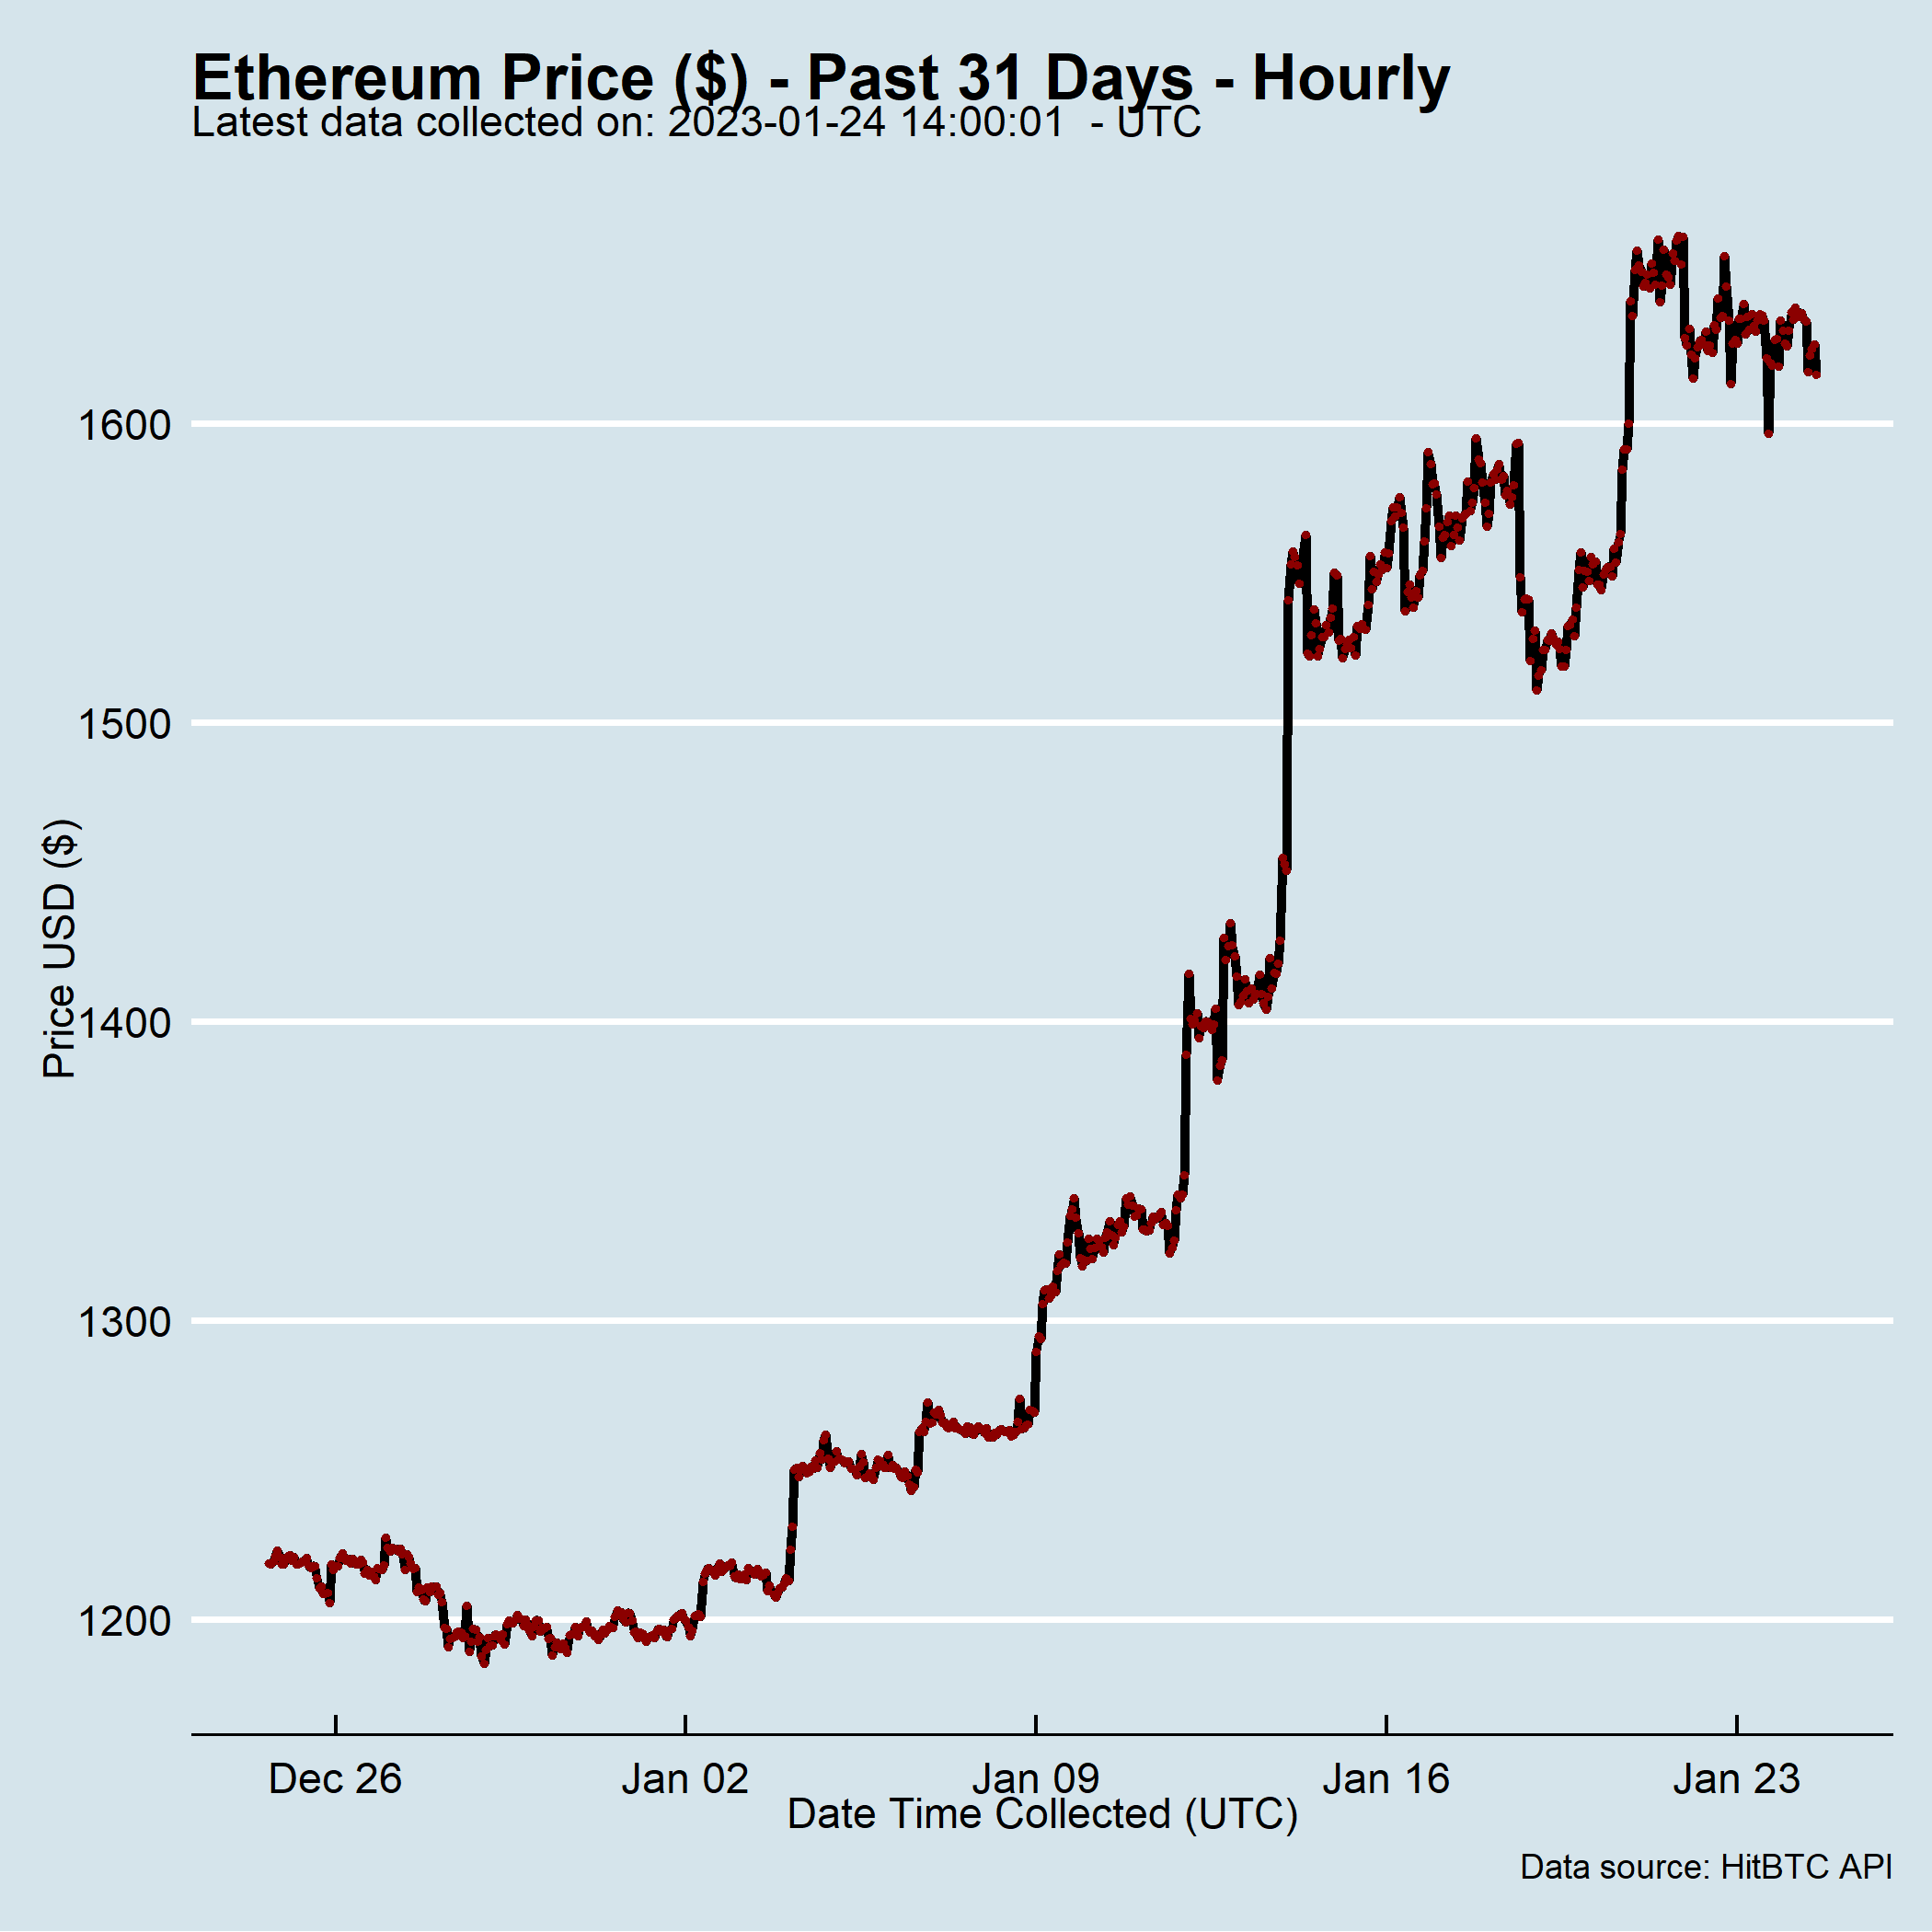 Ethereum Price ($) - Past 31 Days - Hourly
Latest data collected on: 2023-01-24 14:00:01  - UTC
1600
1500
1400
1300
1200
Price USD ($)
Dec 26 Jan 02 Jan 09 Jan 16 Jan 23
Date Time Collected (UTC)
Data source: HitBTC API